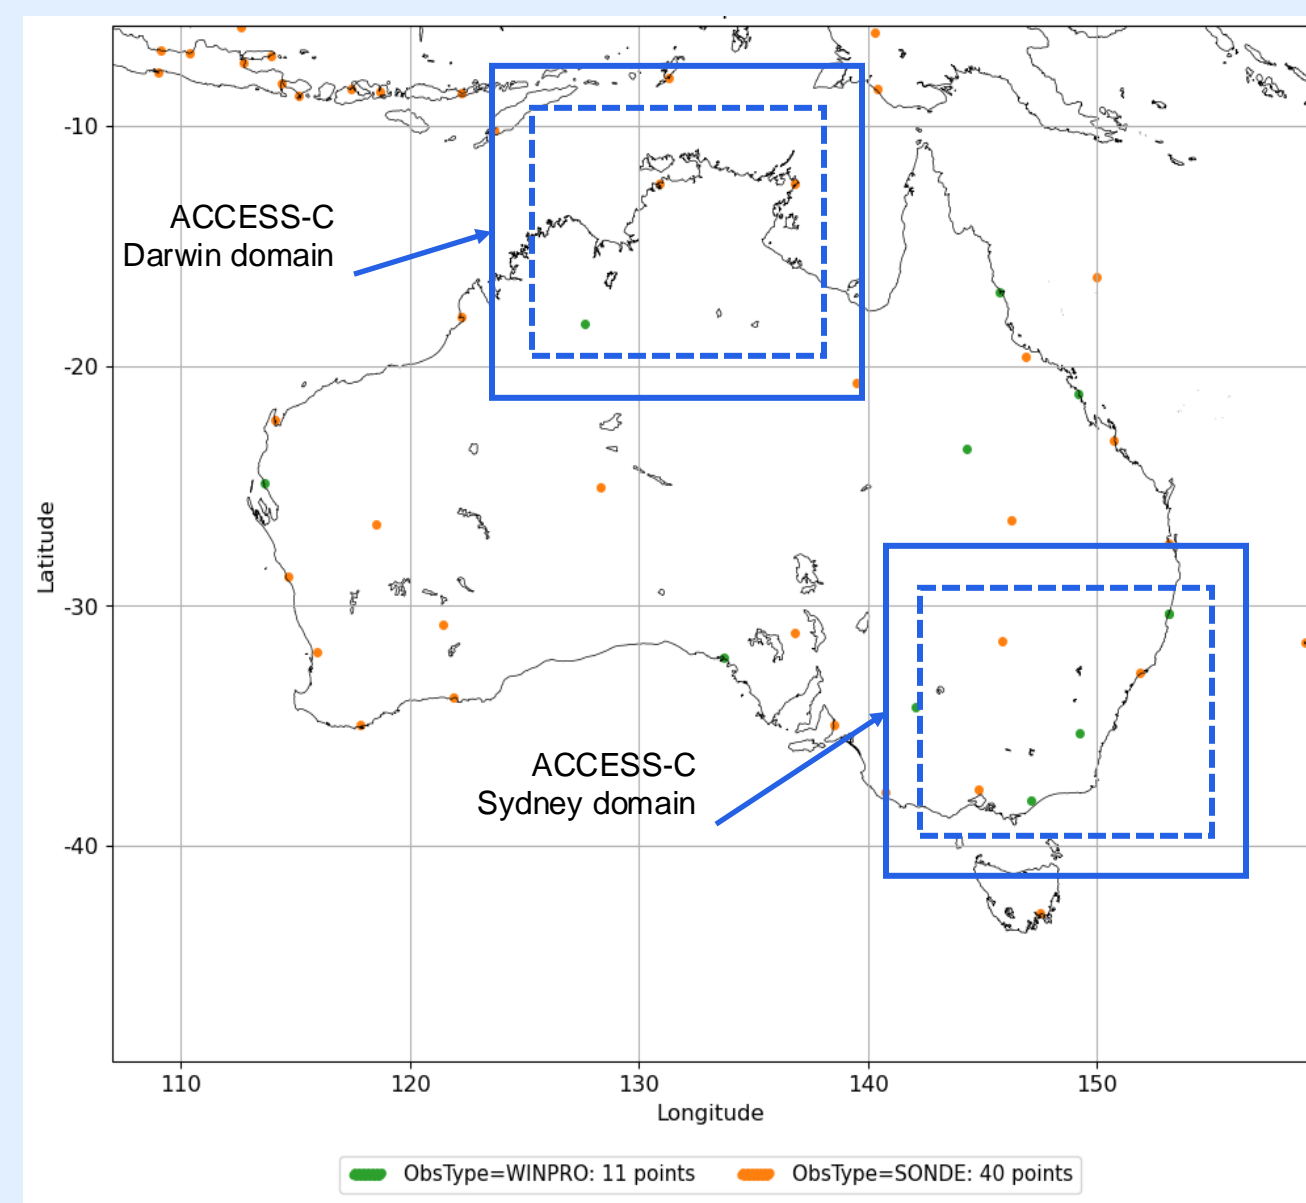 -10
ACCESS-C
Darwin domain
-20
Latitude
-30
ACCESS-C
Sydney domain
-40
110 120 130 140 150
Longitude
ObsType=WINPRO: 11 points ObsType=SONDE: 40 points